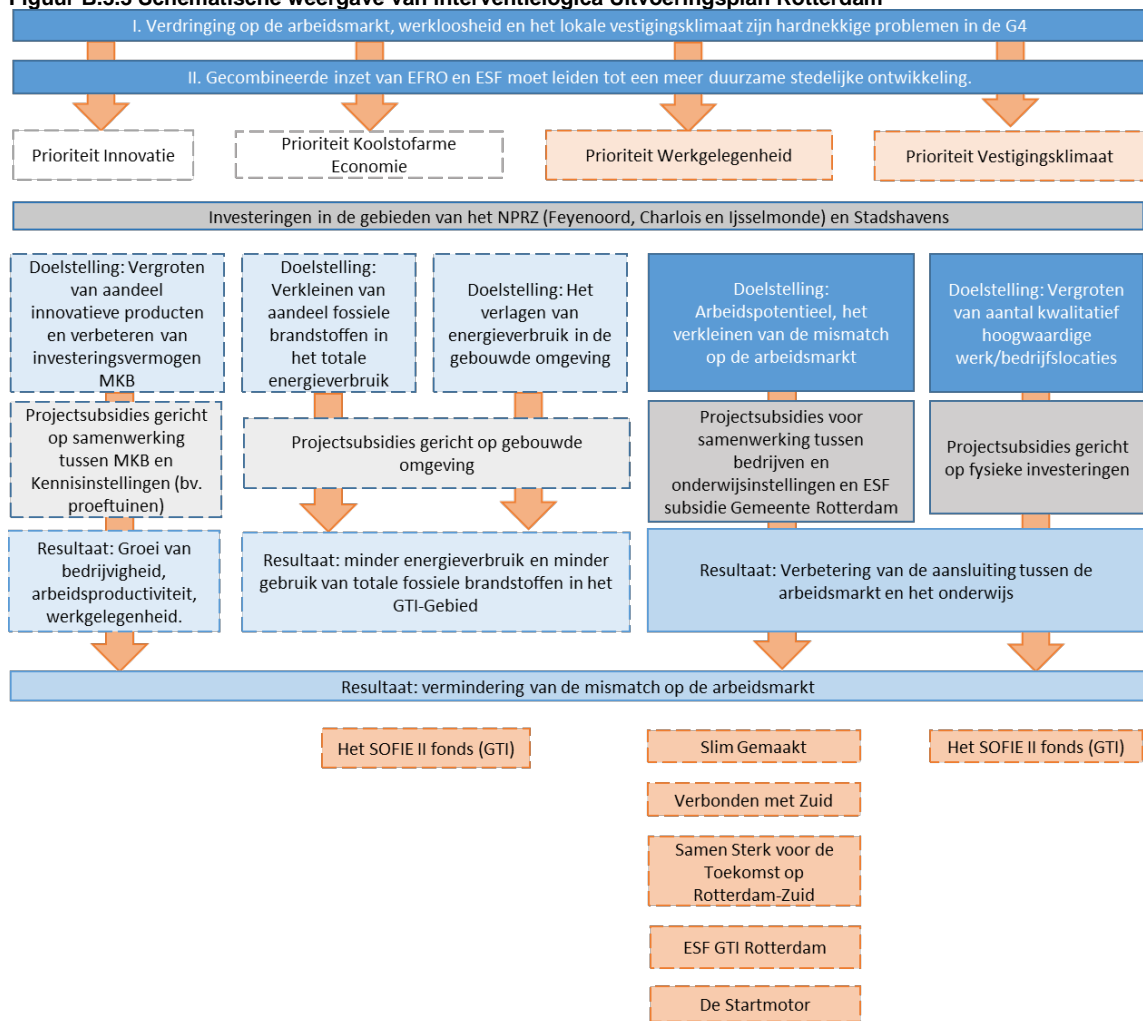 Figuur B.3.3 Schematische weergave van interventielogica Uitvoeringsplan Rotterdam
I. Verdringing op de arbeidsmarkt, werkloosheid en het lokale vestigingsklimaat zijn hardnekkige problemen in de G4
II. Gecombineerde inzet van EFRO en ESF moet leiden tot een meer duurzame stedelijke ontwikkeling.
Prioriteit Innovatie
Prioriteit Koolstofarme
Economie
Prioriteit Werkgelegenheid
Prioriteit Vestigingsklimaat
Investeringen in de gebieden van het NPRZ (Feyenoord, Charlois en Ijsselmonde) en Stadshavens
Doelstelling: Vergroten
van aandeel
innovatieve producten
en verbeteren van
investeringsvermogen
MKB
Doelstelling:
Verkleinen van
aandeel fossiele
brandstoffen in
het totale
energieverbruik
Doelstelling: Het
verlagen van
energieverbruik in de
gebouwde omgeving
Doelstelling:
Arbeidspotentieel, het
verkleinen van de mismatch
op de arbeidsmarkt
Doelstelling: Vergroten
van aantal kwalitatief
hoogwaardige
werk/bedrijfslocaties
Projectsubsidies gericht
op samenwerking
tussen MKB en
Kennisinstellingen (bv.
proeftuinen)
Projectsubsidies gericht op gebouwde
omgeving
Projectsubsidies voor
samenwerking tussen
bedrijven en
onderwijsinstellingen en ESF
subsidie Gemeente Rotterdam
Projectsubsidies gericht
op fysieke investeringen
Resultaat: Groei van
bedrijvigheid,
arbeidsproductiviteit,
werkgelegenheid.
Resultaat: minder energieverbruik en minder
gebruik van totale fossiele brandstoffen in het
GTI-Gebied
Resultaat: Verbetering van de aansluiting tussen de
arbeidsmarkt en het onderwijs
Resultaat: vermindering van de mismatch op de arbeidsmarkt
Het SOFIE II fonds (GTI)
Slim Gemaakt
Het SOFIE II fonds (GTI)
Verbonden met Zuid
Samen Sterk voor de
Toekomst op
Rotterdam-Zuid
ESF GTI Rotterdam
De Startmotor